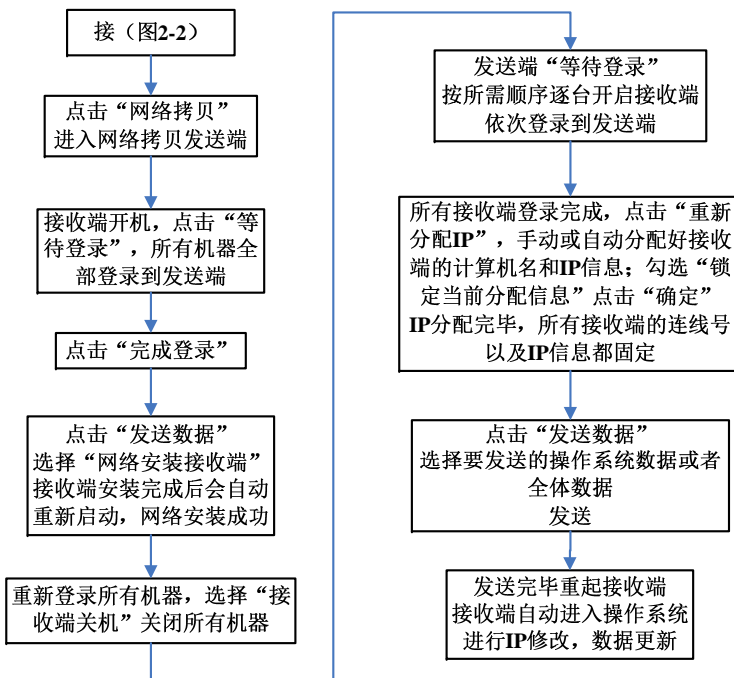 接（图2-2）
点击“网络拷贝”
进入网络拷贝发送端
接收端开机，点击“等
待登录”，所有机器全
部登录到发送端
点击“完成登录”
点击“发送数据”
选择“网络安装接收端”
接收端安装完成后会自动
重新启动，网络安装成功
重新登录所有机器，选择“接
收端关机”关闭所有机器
发送端“等待登录”
按所需顺序逐台开启接收端
依次登录到发送端
所有接收端登录完成，点击“重新
分配IP”，手动或自动分配好接收
端的计算机名和IP信息；勾选“锁
定当前分配信息”点击“确定”
IP分配完毕，所有接收端的连线号
以及IP信息都固定
点击“发送数据”
选择要发送的操作系统数据或者
全体数据
发送
发送完毕重起接收端
接收端自动进入操作系统
进行IP修改，数据更新